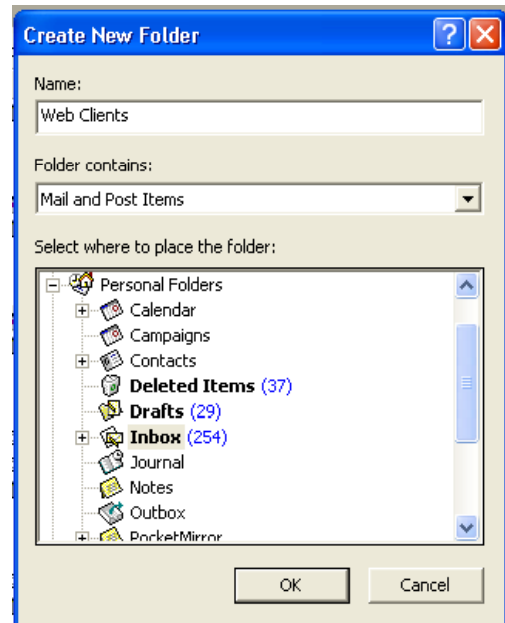 Create New Folder
Name:
Web Clients
Folder contains:
Mail and Post Items
Select where to place the folder:
Personal Folders
Calendar
Campaigns
Contacts
Deleted Items (37)
Drafts (29)
Inbox (254)
Journal
Notes
Outbox
PocketMirror
OK Cancel